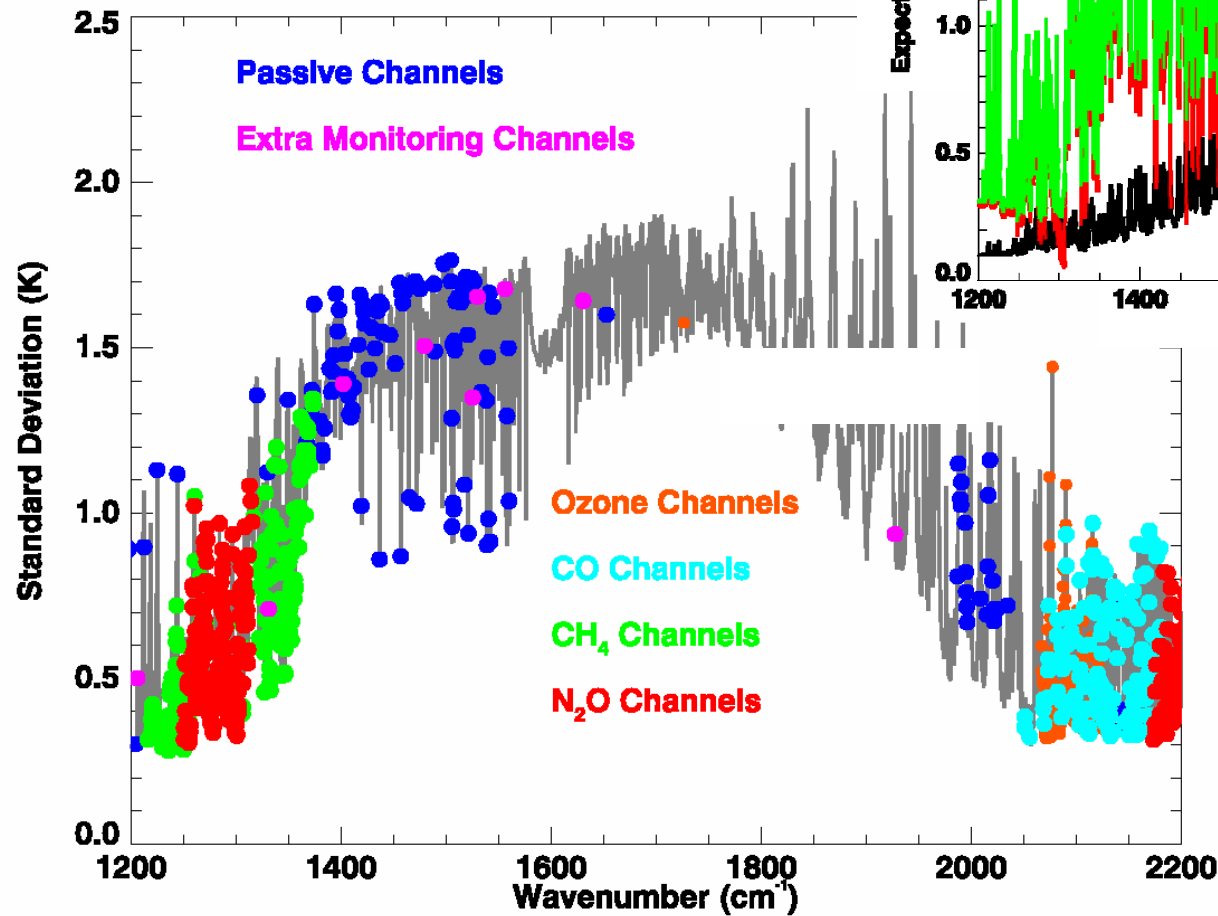 2.5
2.0
1.5
1.0
0.5
0.0
Standard Deviation (K)
Passive Channels
Extra Monitoring Channels
Ozone Channels
CO Channels
CH₄ Channels
N₂O Channels
1200 1400 1600 1800 2000 2200
Wavenumber (cm⁻¹)
1.0
0.5
0.0
1200 1400